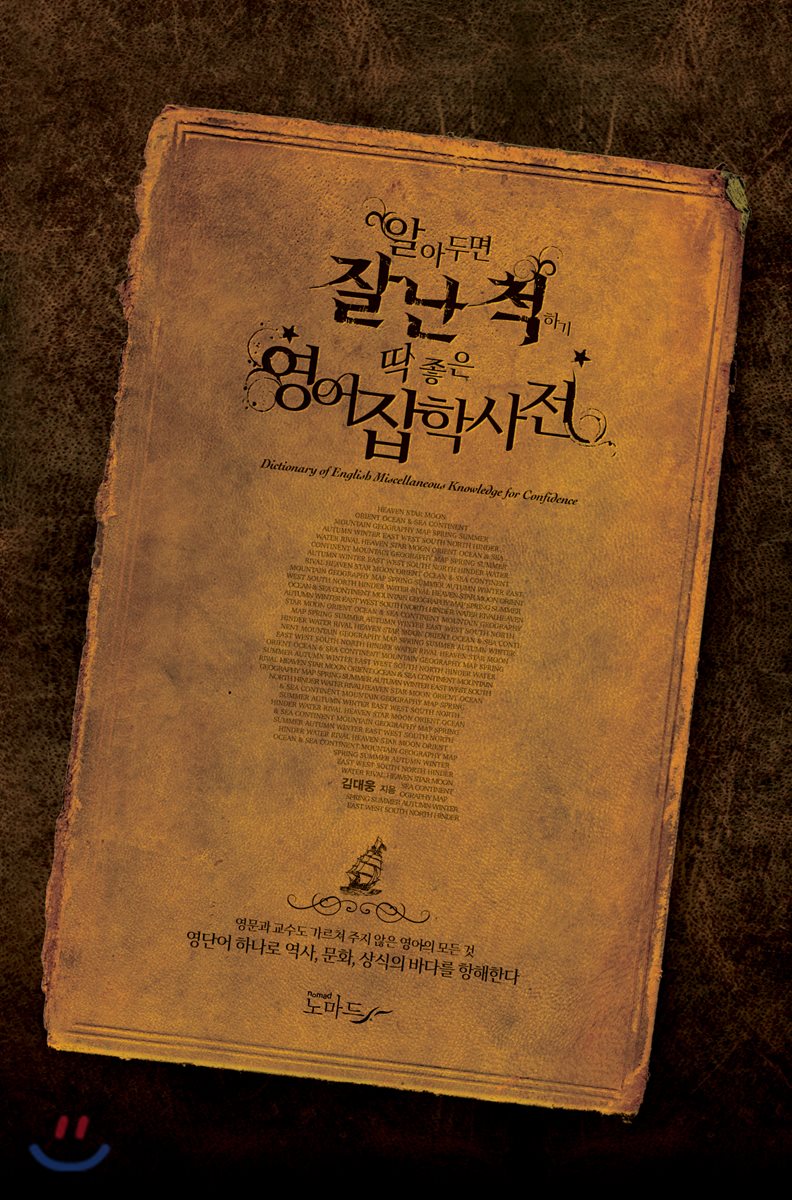 알아두면
잘난 척하기
딱 좋은
영어잡학사전
Dictionary of English Miscellaneous Knowledge for Confidence
HEAVEN STAR MOON
ORIENT OCEAN & SEA CONTINENT
MOUNTAIN GEOGRAPHY MAP SPRING SUMMER
AUTUMN WINTER EAST WEST SOUTH NORTH HINDER
WATER RIVAL HEAVEN STAR MOON ORIENT OCEAN & SEA
CONTINENT MOUNTAIN GEOGRAPHY MAP SPRING SUMMER
AUTUMN WINTER EAST WEST SOUTH NORTH HINDER WATER
RIVAL HEAVEN STAR MOON ORIENT OCEAN & SEA CONTINENT
MOUNTAIN GEOGRAPHY MAP SPRING SUMMER AUTUMN WINTER EAST
WEST SOUTH NORTH HINDER WATER RIVAL HEAVEN STAR MOON ORIENT
OCEAN & SEA CONTINENT MOUNTAIN GEOGRAPHY MAP SPRING SUMMER
AUTUMN WINTER EAST WEST SOUTH NORTH HINDER WATER RIVAL HEAVEN
STAR MOON ORIENT OCEAN & SEA CONTINENT MOUNTAIN GEOGRAPHY
MAP SPRING SUMMER AUTUMN WINTER EAST WEST SOUTH NORTH
HINDER WATER RIVAL HEAVEN STAR MOON ORIENT OCEAN & SEA CONTI
NENT MOUNTAIN GEOGRAPHY MAP SPRING SUMMER AUTUMN WINTER
EAST WEST SOUTH NORTH HINDER WATER RIVAL HEAVEN STAR MOON
ORIENT OCEAN & SEA CONTINENT MOUNTAIN GEOGRAPHY MAP SPRING
SUMMER AUTUMN WINTER EAST WEST SOUTH NORTH HINDER WATER
RIVAL HEAVEN STAR MOON ORIENT OCEAN & SEA CONTINENT MOUNTAIN
GEOGRAPHY MAP SPRING SUMMER AUTUMN WINTER EAST WEST SOUTH
NORTH HINDER WATER RIVAL HEAVEN STAR MOON ORIENT OCEAN
& SEA CONTINENT MOUNTAIN GEOGRAPHY MAP SPRING
SUMMER AUTUMN WINTER EAST WEST SOUTH NORTH
HINDER WATER RIVAL HEAVEN STAR MOON ORIENT OCEAN
& SEA CONTINENT MOUNTAIN GEOGRAPHY MAP SPRING
SUMMER AUTUMN WINTER EAST WEST SOUTH NORTH
HINDER WATER RIVAL HEAVEN STAR MOON ORIENT
OCEAN & SEA CONTINENT MOUNTAIN GEOGRAPHY MAP
SPRING SUMMER AUTUMN WINTER
EAST WEST SOUTH NORTH HINDER
WATER RIVAL HEAVEN STAR MOON
김대웅 지음 SEA CONTINENT
OGRAPHY MAP
SPRING SUMMER AUTUMN WINTER
EAST WEST SOUTH NORTH HINDER
영문과 교수도 가르쳐 주지 않은 영어의 모든 것
영단어 하나로 역사, 문화, 상식의 바다를 항해한다
nomad
노마드